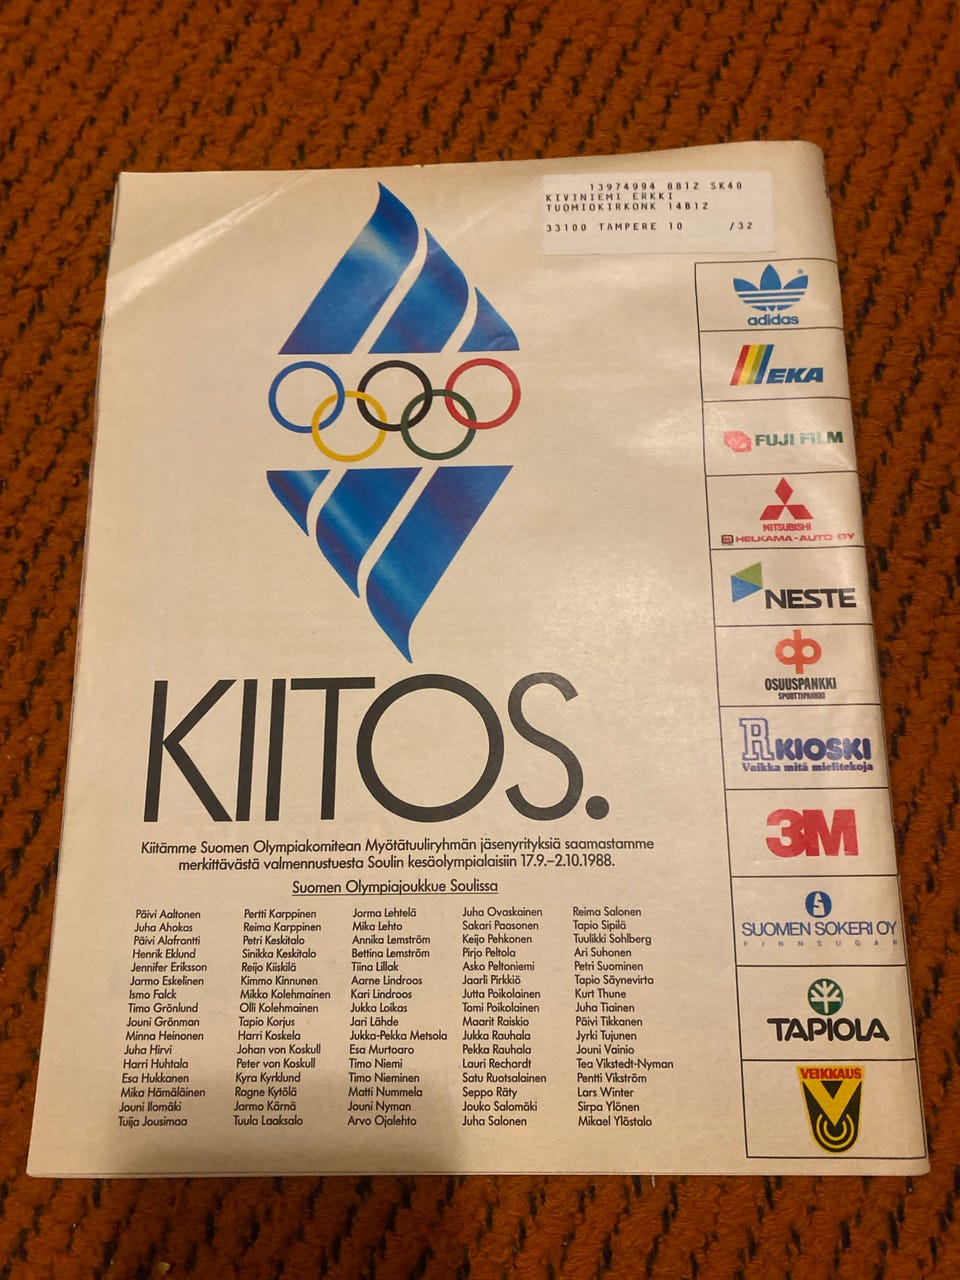 13974994 8812 SK40
KIVINIEMI ERKKI
TUOMIOKIRKONK 14B12
33100 TAMPERE 10 /32
adidas
EKA
FUJI FILM
MITSUBISHI
HELKAMA-AUTO OY
NESTE
OSUUSPANKKI
SPORTTIPANKKI
R KIOSKI
Vaikka mitä mielitekoja
3M
SUOMEN SOKERI OY
FINNSUGAR
TAPIOLA
VEIKKAUS
KIITOS.
Kiitämme Suomen Olympiakomitean Myötätuuliryhmän jäsenyrityksiä saamastamme
merkittävästä valmennustuesta Soulin kesäolympialaisiin 17.9.–2.10.1988.
Suomen Olympiajoukkue Soulissa
Päivi Aaltonen
Juha Ahokas
Päivi Alafrantti
Henrik Eklund
Jennifer Eriksson
Jarmo Eskelinen
Ismo Falck
Timo Grönlund
Jouni Grönman
Minna Heinonen
Juha Hirvi
Harri Huhtala
Esa Hukkanen
Mika Hämäläinen
Jouni Ilomäki
Tuija Jousimaa
Pertti Karppinen
Reima Karppinen
Petri Keskitalo
Sinikka Keskitalo
Reijo Kiiskilä
Kimmo Kinnunen
Mikko Kolehmainen
Olli Kolehmainen
Tapio Korjus
Harri Koskela
Johan von Koskull
Peter von Koskull
Kyra Kyrklund
Ragne Kytölä
Jarmo Kärnä
Tuula Laaksalo
Jorma Lehtelä
Mika Lehto
Annika Lemström
Bettina Lemström
Tiina Lillak
Aarne Lindroos
Kari Lindroos
Jukka Loikas
Jari Lähde
Jukka-Pekka Metsola
Esa Murtoaro
Timo Niemi
Timo Nieminen
Matti Nummela
Jouni Nyman
Arvo Ojalehto
Juha Ovaskainen
Sakari Paasonen
Keijo Pehkonen
Pirjo Peltola
Asko Peltoniemi
Jaarli Pirkkiö
Jutta Poikolainen
Tomi Poikolainen
Maarit Raiskio
Jukka Rauhala
Pekka Rauhala
Lauri Rechardt
Satu Ruotsalainen
Seppo Räty
Jouko Salomäki
Juha Salonen
Reima Salonen
Tapio Sipilä
Tuulikki Sohlberg
Ari Suhonen
Petri Suominen
Tapio Säynevirta
Kurt Thune
Juha Tiainen
Päivi Tikkanen
Jyrki Tujunen
Jouni Vainio
Tea Vikstedt-Nyman
Pentti Vikström
Lars Winter
Sirpa Ylönen
Mikael Ylöstalo